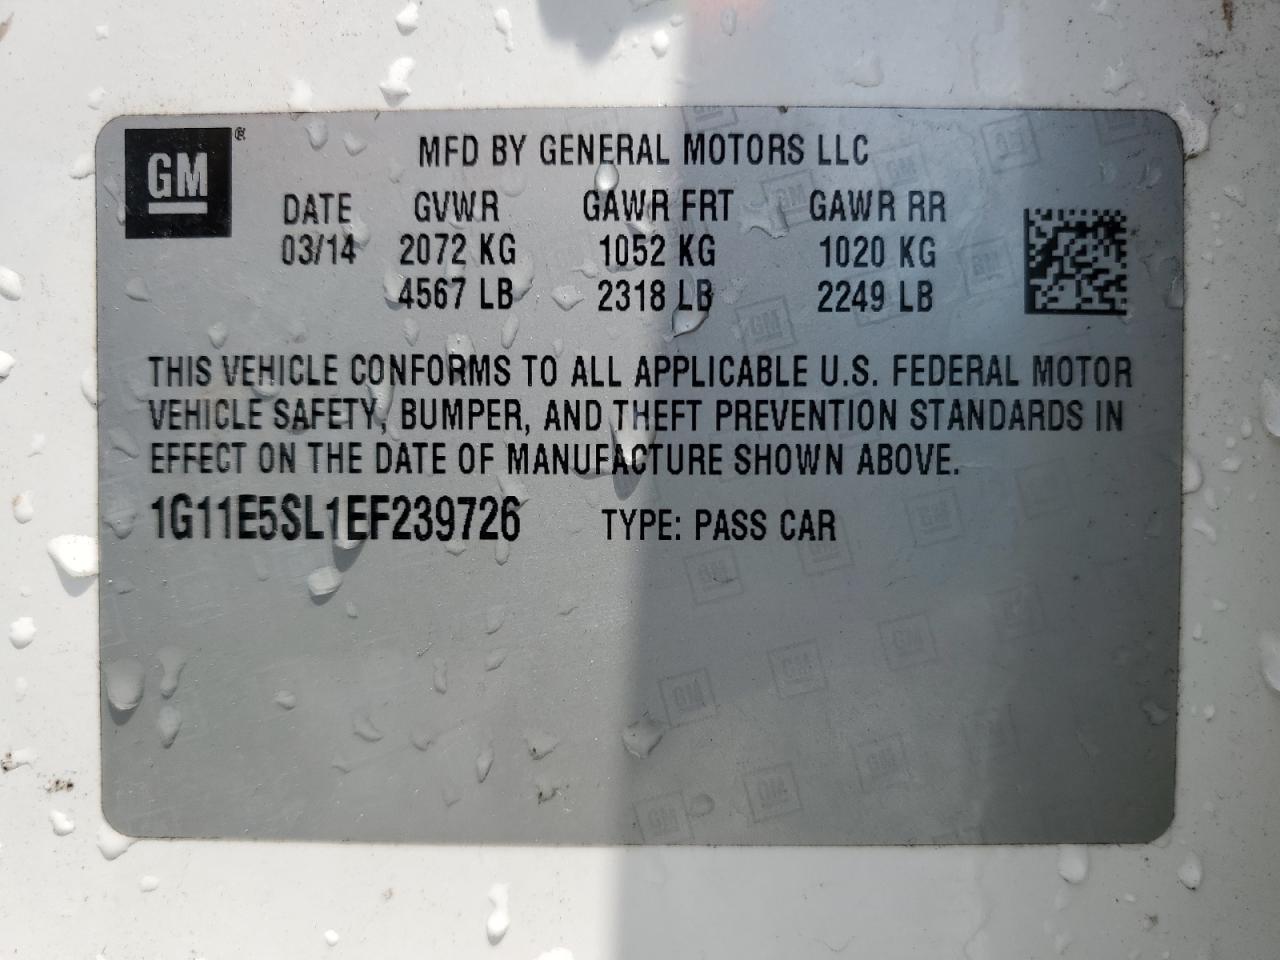 GM®
MFD BY GENERAL MOTORS LLC
DATE GVWR GAWR FRT GAWR RR
03/14 2072 KG 1052 KG 1020 KG
4567 LB 2318 LB 2249 LB
THIS VEHICLE CONFORMS TO ALL APPLICABLE U.S. FEDERAL MOTOR
VEHICLE SAFETY, BUMPER, AND THEFT PREVENTION STANDARDS IN
EFFECT ON THE DATE OF MANUFACTURE SHOWN ABOVE.
1G11E5SL1EF239726 TYPE: PASS CAR